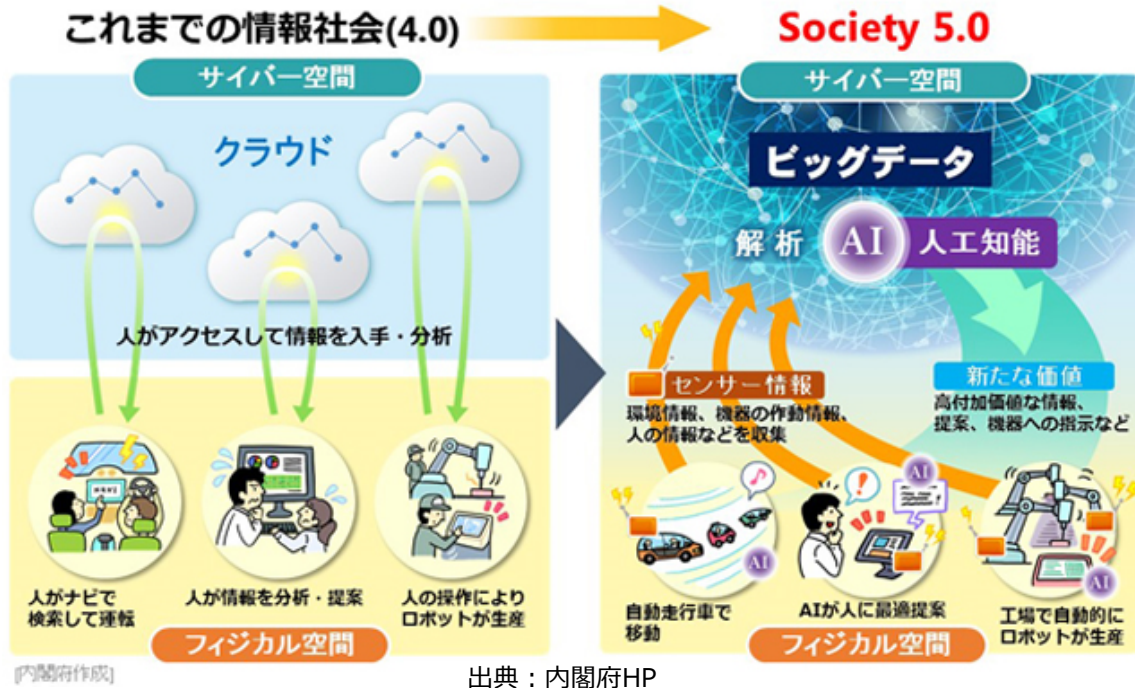 これまでの情報社会(4.0)
Society 5.0
サイバー空間
クラウド
人がアクセスして情報を入手・分析
人がナビで
検索して運転
人が情報を分析・提案
人の操作により
ロボットが生産
フィジカル空間
[内閣府作成]
サイバー空間
ビッグデータ
解析 AI 人工知能
センサー情報
環境情報、機器の作動情報、
人の情報などを収集
新たな価値
高付加価値な情報、
提案、機器への指示など
AI
AI
AI
自動走行車で
移動
AIが人に最適提案
工場で自動的に
ロボットが生産
フィジカル空間
出典：内閣府HP